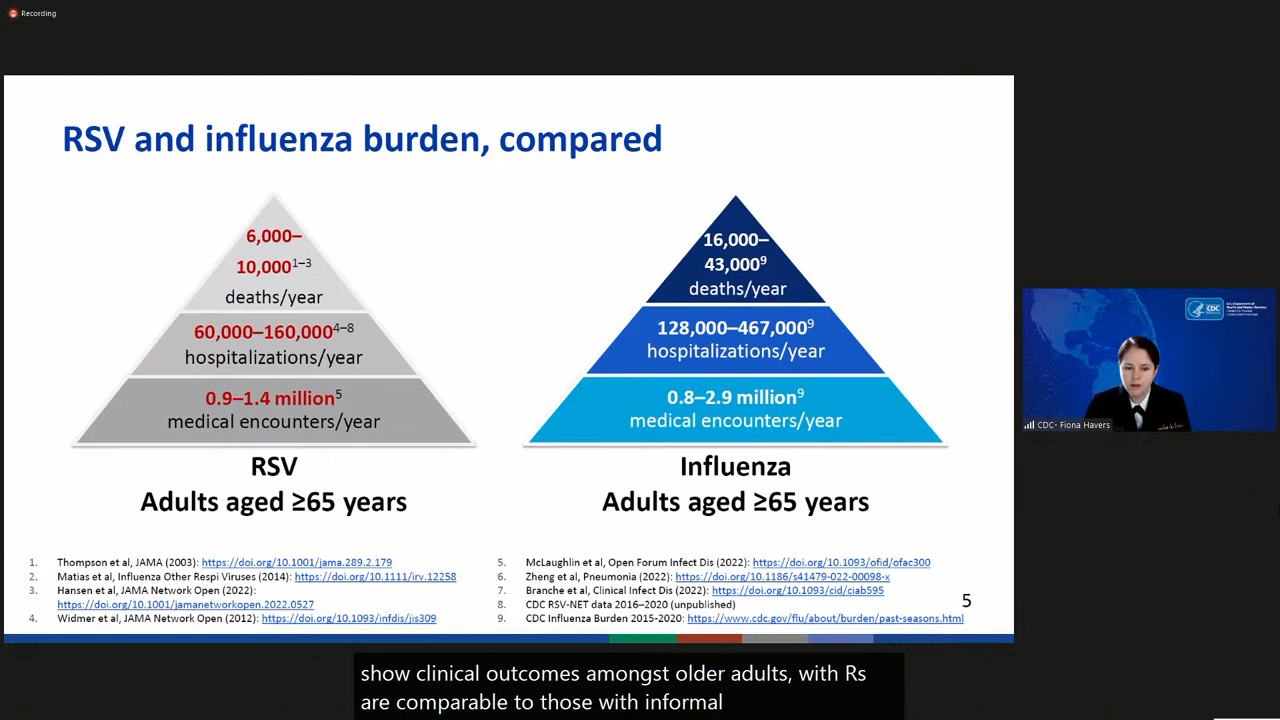 Recording
RSV and influenza burden, compared
6,000–
10,000¹⁻³
deaths/year
60,000–160,000⁴⁻⁸
hospitalizations/year
0.9–1.4 million⁵
medical encounters/year
RSV
Adults aged ≥65 years
16,000–
43,000⁹
deaths/year
128,000–467,000⁹
hospitalizations/year
0.8–2.9 million⁹
medical encounters/year
Influenza
Adults aged ≥65 years
1. Thompson et al, JAMA (2003): https://doi.org/10.1001/jama.289.2.179
2. Matias et al, Influenza Other Respi Viruses (2014): https://doi.org/10.1111/irv.12258
3. Hansen et al, JAMA Network Open (2022):
https://doi.org/10.1001/jamanetworkopen.2022.0527
4. Widmer et al, JAMA Network Open (2012): https://doi.org/10.1093/infdis/jis309
5. McLaughlin et al, Open Forum Infect Dis (2022): https://doi.org/10.1093/ofid/ofac300
6. Zheng et al, Pneumonia (2022): https://doi.org/10.1186/s41479-022-00098-x
7. Branche et al, Clinical Infect Dis (2022): https://doi.org/10.1093/cid/ciab595
8. CDC RSV-NET data 2016–2020 (unpublished)
9. CDC Influenza Burden 2015-2020: https://www.cdc.gov/flu/about/burden/past-seasons.html
5
CDC
CDC- Fiona Havers
show clinical outcomes amongst older adults, with Rs
are comparable to those with informal